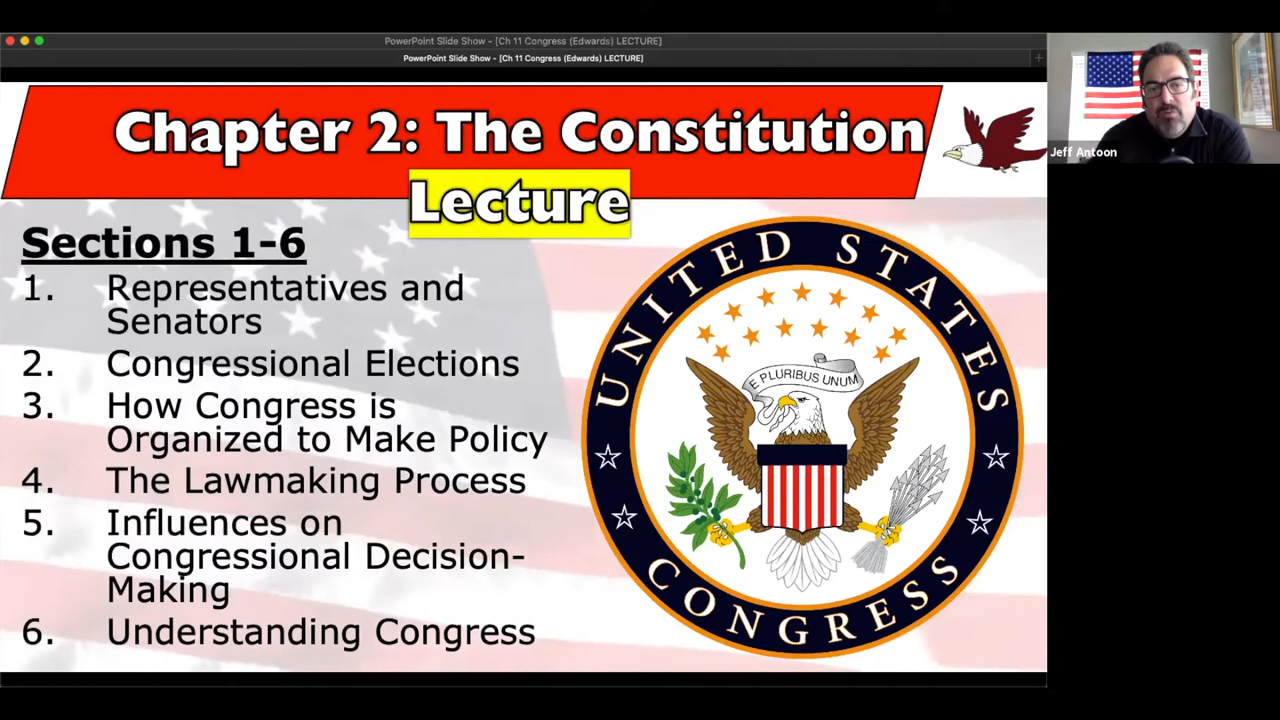 PowerPoint Slide Show - [Ch 11 Congress (Edwards) LECTURE]
PowerPoint Slide Show - [Ch 11 Congress (Edwards) LECTURE]
Chapter 2: The Constitution
Lecture
Sections 1-6
1. Representatives and
Senators
2. Congressional Elections
3. How Congress is
Organized to Make Policy
4. The Lawmaking Process
5. Influences on
Congressional Decision-
Making
6. Understanding Congress
UNITED STATES
E PLURIBUS UNUM
CONGRESS
Jeff Antoon